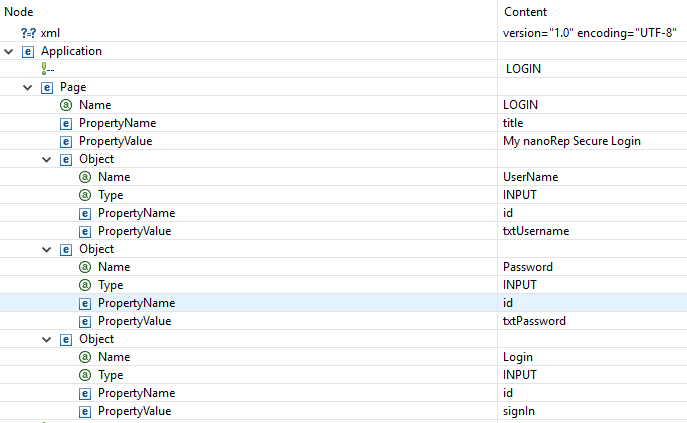 Node Content
?-? xml version="1.0" encoding="UTF-8"
e Application
!-- LOGIN
e Page
a Name LOGIN
e PropertyName title
e PropertyValue My nanoRep Secure Login
e Object
a Name UserName
a Type INPUT
e PropertyName id
e PropertyValue txtUsername
e Object
a Name Password
a Type INPUT
e PropertyName id
e PropertyValue txtPassword
e Object
a Name Login
a Type INPUT
e PropertyName id
e PropertyValue signIn